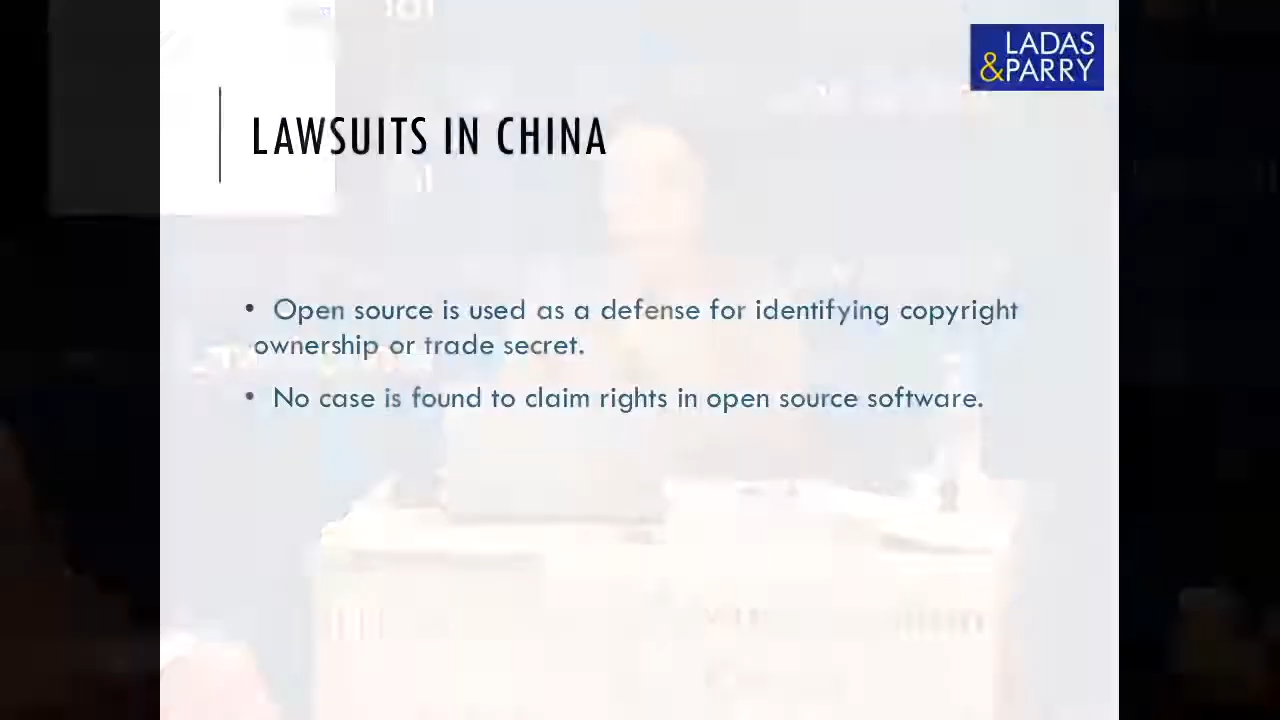 LADAS
&PARRY
LAWSUITS IN CHINA
• Open source is used as a defense for identifying copyright
ownership or trade secret.
• No case is found to claim rights in open source software.